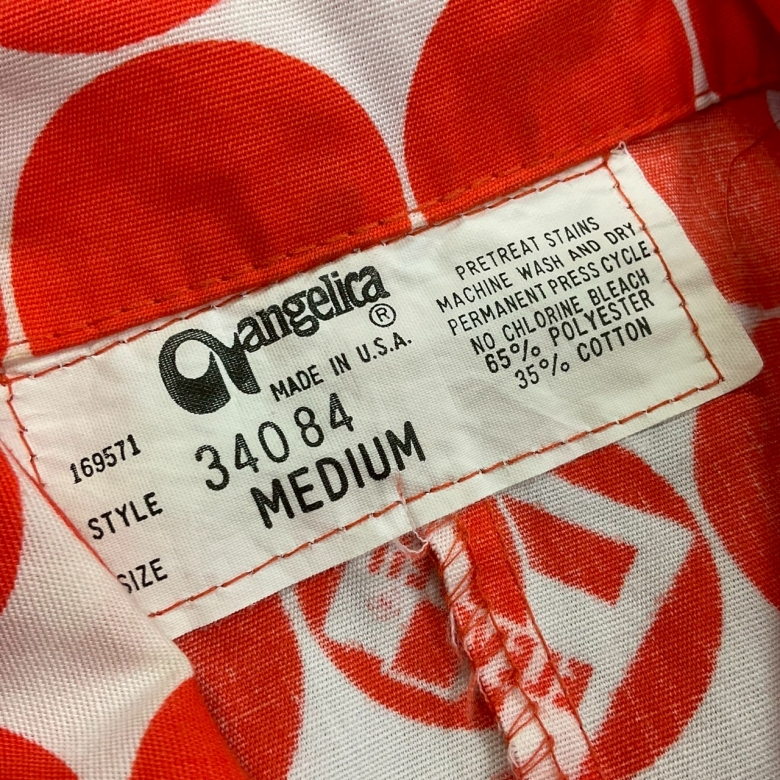 angelica ®
MADE IN U.S.A.
169571
STYLE 34084
SIZE MEDIUM
PRETREAT STAINS
MACHINE WASH AND DRY
PERMANENT PRESS CYCLE
NO CHLORINE BLEACH
65% POLYESTER
35% COTTON